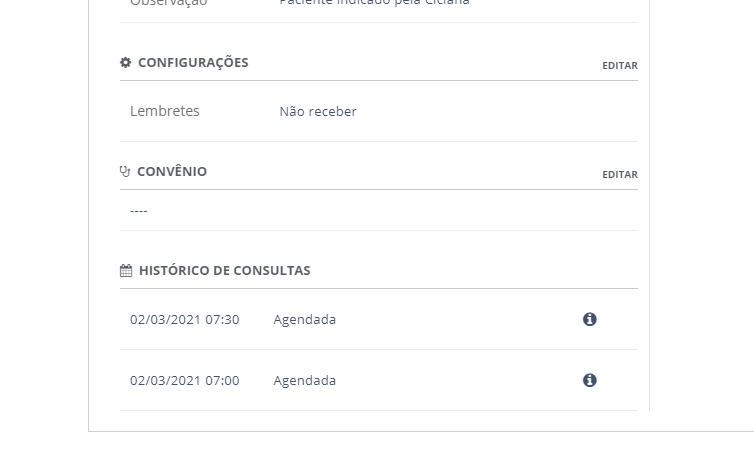 Observação Paciente indicado pela Ciclana
CONFIGURAÇÕES EDITAR
Lembretes Não receber
CONVÊNIO EDITAR
----
HISTÓRICO DE CONSULTAS
02/03/2021 07:30 Agendada
02/03/2021 07:00 Agendada